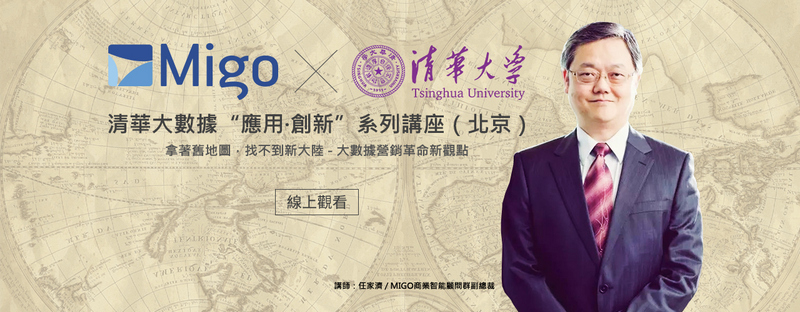 Migo
清華大学
Tsinghua University
清華大數據 “應用·創新” 系列講座（北京）
拿著舊地圖，找不到新大陸 - 大數據營銷革命新觀點
線上觀看
講師：任家濱 / MIGO商業智能顧問群副總裁